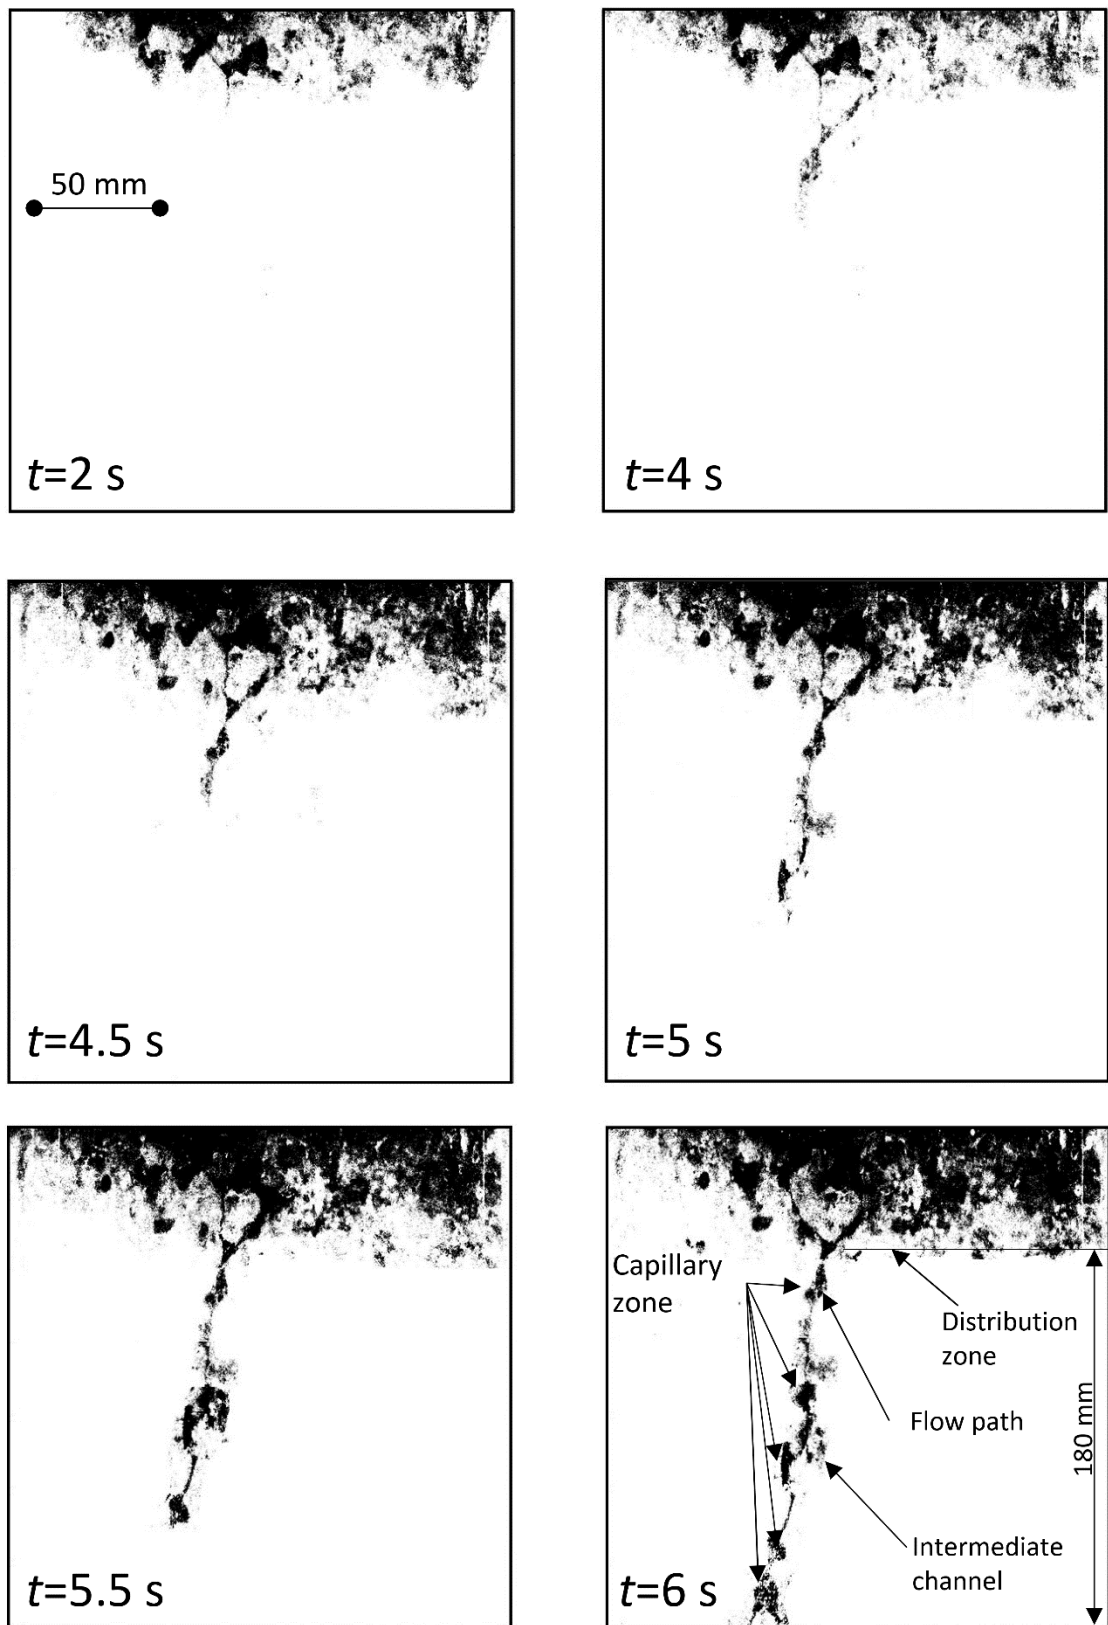 50 mm
t=2 s
t=4 s
t=4.5 s
t=5 s
t=5.5 s
Capillary
zone
Distribution
zone
Flow path
180 mm
Intermediate
channel
t=6 s